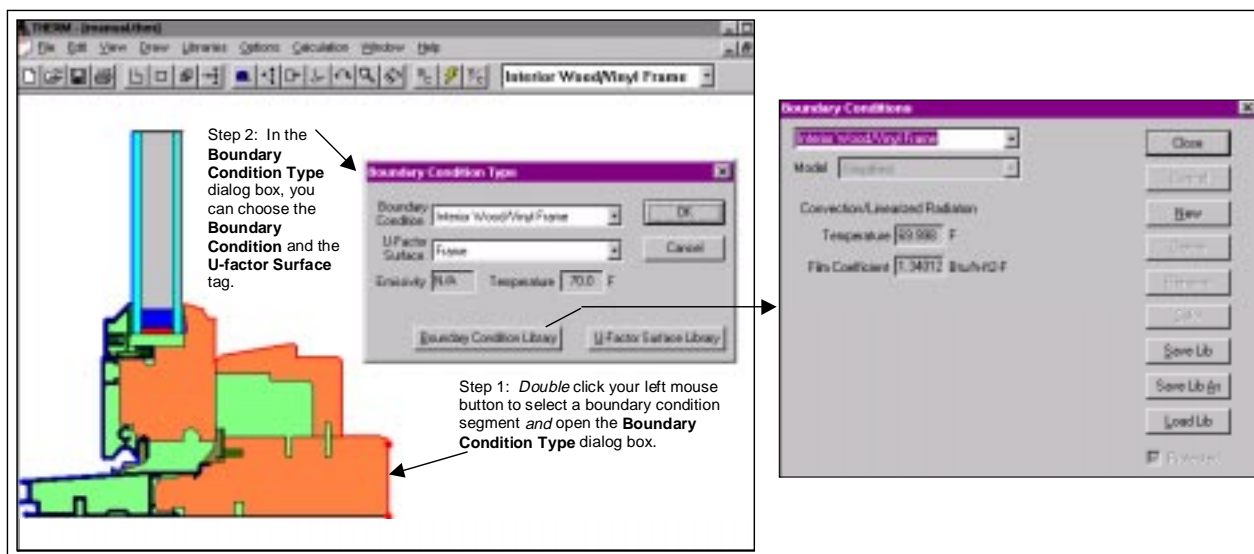 THERM - [manual.thm]
File Edit View Draw Libraries Options Calculation Window Help
Interior Wood/Vinyl Frame
Step 2: In the
Boundary
Condition Type
dialog box, you
can choose the
Boundary
Condition and the
U-factor Surface
tag.
Boundary Condition Type
Boundary
Condition
Interior Wood/Vinyl Frame
OK
U-Factor
Surface
Frame
Cancel
Emissivity N/A Temperature 70.0 F
Boundary Condition Library
U-Factor Surface Library
Step 1: Double click your left mouse
button to select a boundary condition
segment and open the Boundary
Condition Type dialog box.
Boundary Conditions
Interior Wood/Vinyl Frame
Close
Model Simplified
New
Convection/Linearized Radiation
Temperature 69.998 F
Film Coefficient 1.34012 Btu/h-ft2-F
Save Lib
Save Lib As
Load Lib
Protected